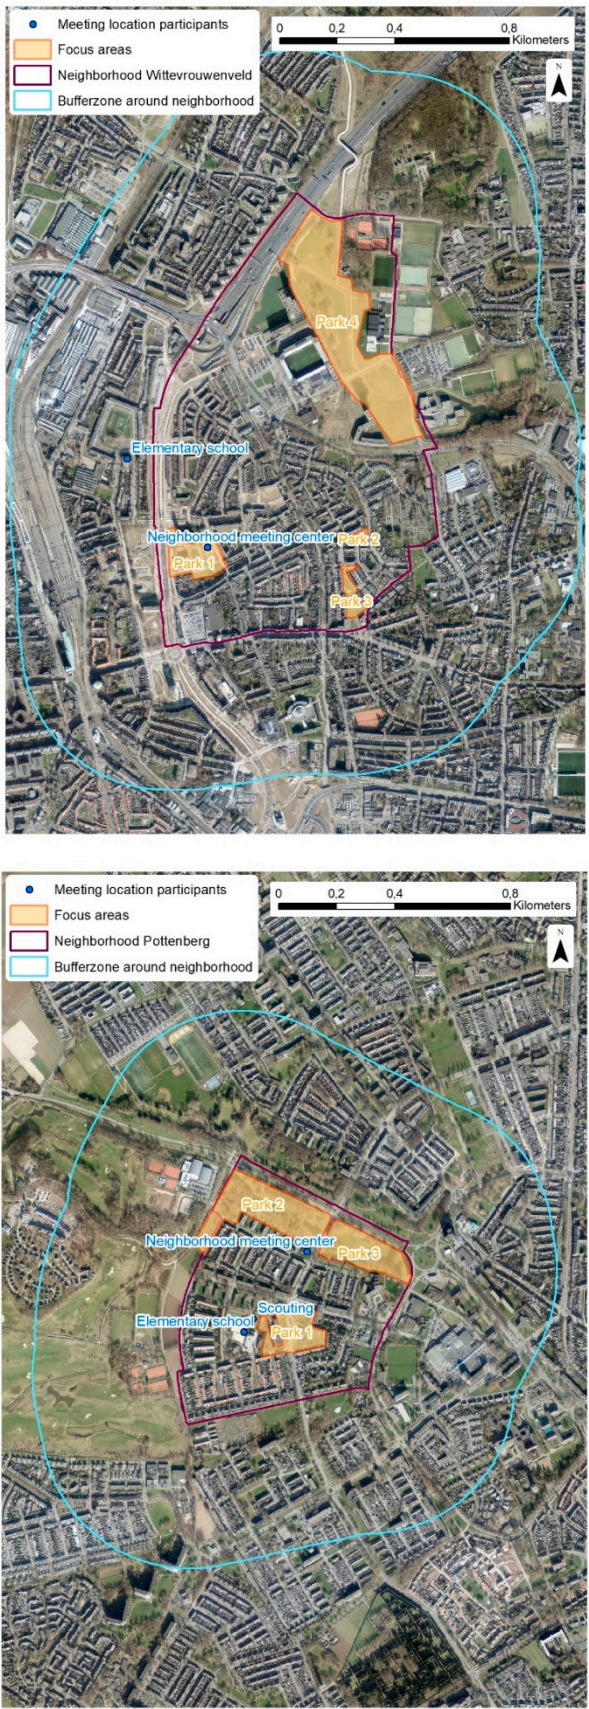 Meeting location participants
Focus areas
Neighborhood Wittevrouwenveld
Bufferzone around neighborhood
0 0,2 0,4 0,8
Kilometers
N
Park 4
Elementary school
Neighborhood meeting center
Park 2
Park 1
Park 3
Meeting location participants
Focus areas
Neighborhood Pottenberg
Bufferzone around neighborhood
0 0,2 0,4 0,8
Kilometers
N
Park 2
Neighborhood meeting center
Park 3
Scouting
Elementary school
Park 1